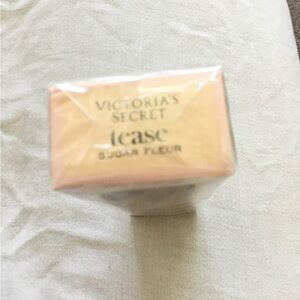 VICTORIA'S
SECRET
tease
SUGAR FLEUR